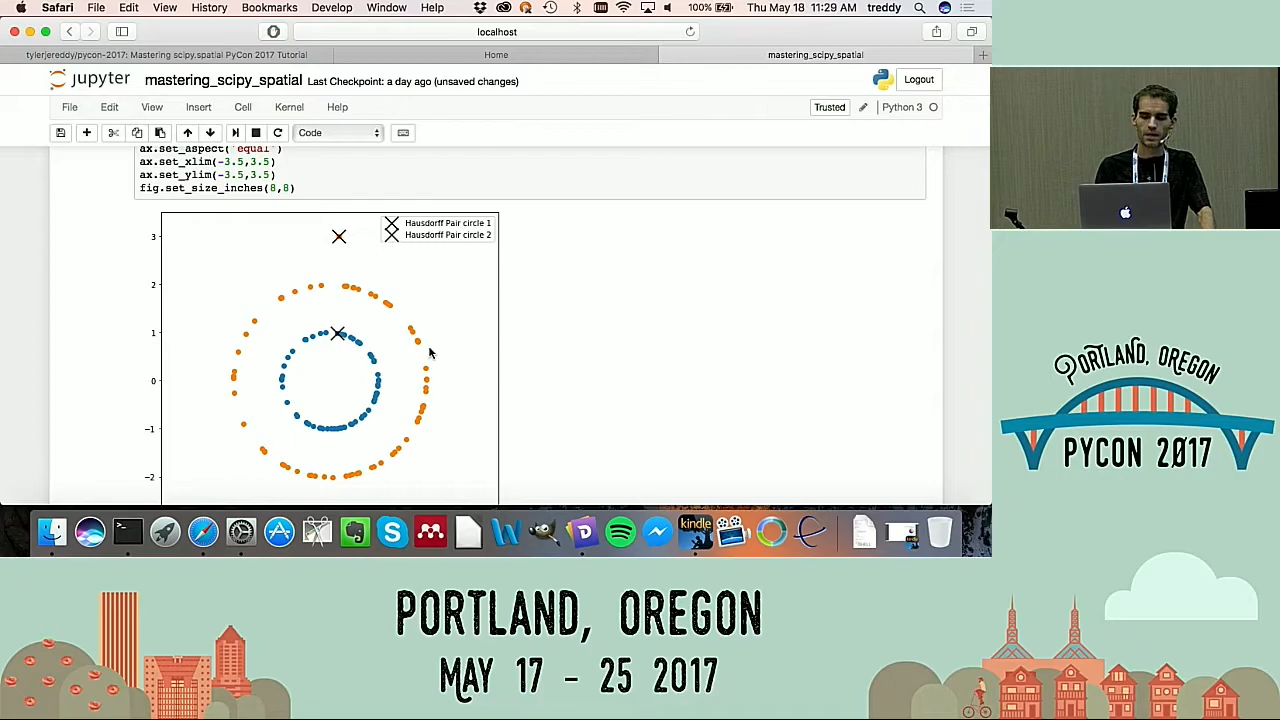 Safari File Edit View History Bookmarks Develop Window Help 100% Thu May 18 11:29 AM treddy
localhost
tylerjreddy/pycon-2017: Mastering scipy.spatial PyCon 2017 Tutorial Home mastering_scipy_spatial
jupyter mastering_scipy_spatial Last Checkpoint: a day ago (unsaved changes) Logout
File Edit View Insert Cell Kernel Help Trusted Python 3
Code
ax.set_aspect('equal')
ax.set_xlim(-3.5,3.5)
ax.set_ylim(-3.5,3.5)
fig.set_size_inches(8,8)
Hausdorff Pair circle 1
Hausdorff Pair circle 2
3
2
1
0
−1
−2
kindle
PORTLAND, OREGON
PYCON 2017
PORTLAND, OREGON
MAY 17 - 25 2017